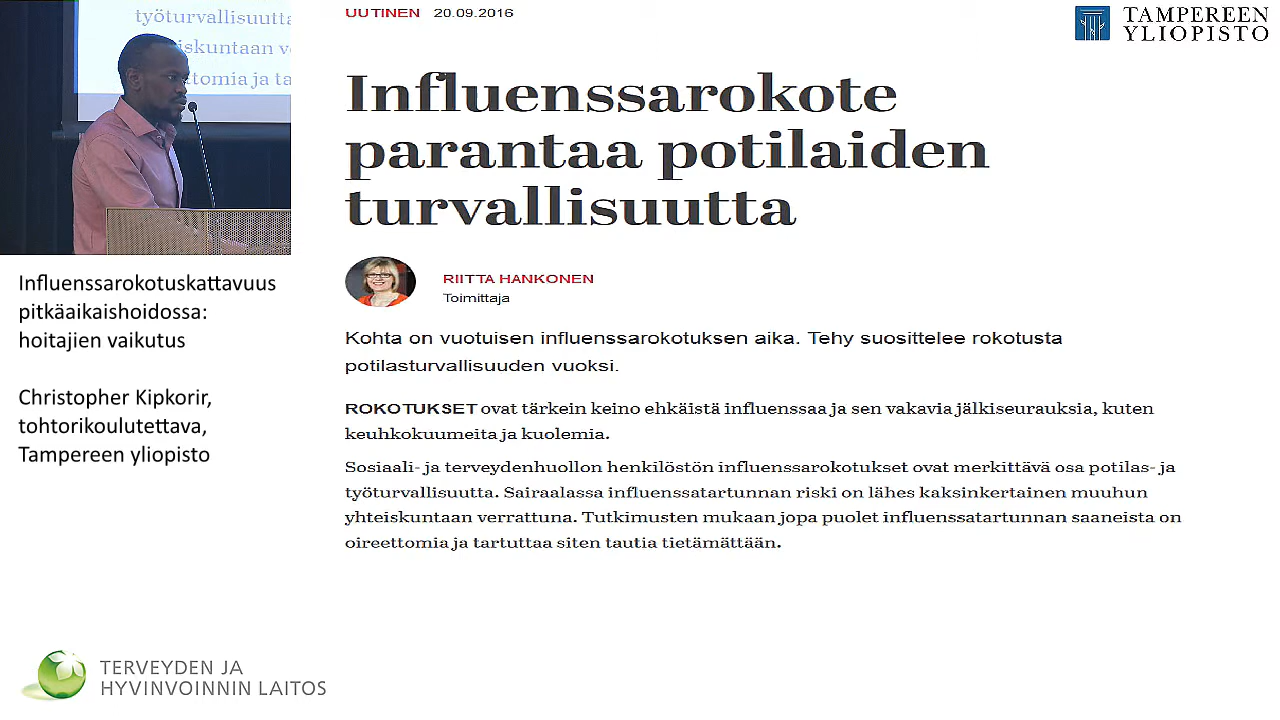 työturvallisuutta
iskuntaan
tomia ja ta
UUTINEN 20.09.2016
TAMPEREEN
YLIOPISTO
Influenssarokote
parantaa potilaiden
turvallisuutta
RIITTA HANKONEN
Toimittaja
Kohta on vuotuisen influenssarokotuksen aika. Tehy suosittelee rokotusta
potilasturvallisuuden vuoksi.
ROKOTUKSET ovat tärkein keino ehkäistä influenssaa ja sen vakavia jälkiseurauksia, kuten
keuhkokuumeita ja kuolemia.
Sosiaali- ja terveydenhuollon henkilöstön influenssarokotukset ovat merkittävä osa potilas- ja
työturvallisuutta. Sairaalassa influenssatartunnan riski on lähes kaksinkertainen muuhun
yhteiskuntaan verrattuna. Tutkimusten mukaan jopa puolet influenssatartunnan saaneista on
oireettomia ja tartuttaa siten tautia tietämättään.
Influenssarokotuskattavuus
pitkäaikaishoidossa:
hoitajien vaikutus
Christopher Kipkorir,
tohtorikoulutettava,
Tampereen yliopisto
TERVEYDEN JA
HYVINVOINNIN LAITOS